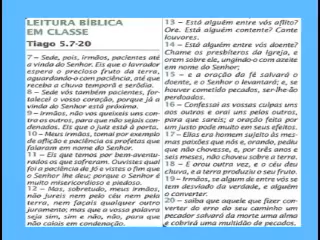 LEITURA BÍBLICA
EM CLASSE
Tiago 5.7-20
7 – Sede, pois, irmãos, pacientes até
a vinda do Senhor. Eis que o lavrador
espera o precioso fruto da terra,
aguardando-o com paciência, até que
receba a chuva temporã e serôdia.
8 – Sede vós também pacientes, for-
talecei o vosso coração, porque já a
vinda do Senhor está próxima.
9 – Irmãos, não vos queixeis uns con-
tra os outros, para que não sejais con-
denados. Eis que o juiz está à porta.
10 – Meus irmãos, tomai por exemplo
de aflição e paciência os profetas que
falaram em nome do Senhor.
11 – Eis que temos por bem-aventu-
rados os que sofreram. Ouvistes qual
foi a paciência de Jó e vistes o fim que
o Senhor lhe deu; porque o Senhor é
muito misericordioso e piedoso.
12 – Mas, sobretudo, meus irmãos,
não jureis nem pelo céu nem pela
terra, nem façais qualquer outro
juramento; mas que a vossa palavra
seja sim, sim e não, não, para que
não caiais em condenação.
13 – Está alguém entre vós aflito?
Ore. Está alguém contente? Cante
louvores.
14 – Está alguém entre vós doente?
Chame os presbíteros da igreja, e
orem sobre ele, ungindo-o com azeite
em nome do Senhor;
15 – e a oração da fé salvará o
doente, e o Senhor o levantará; e, se
houver cometido pecados, ser-lhe-ão
perdoados.
16 – Confessai as vossas culpas uns
aos outros e orai uns pelos outros,
para que sareis; a oração feita por
um justo pode muito em seus efeitos.
17 – Elias era homem sujeito às mes-
mas paixões que nós e, orando, pediu
que não chovesse, e, por três anos e
seis meses, não choveu sobre a terra.
18 – E orou outra vez, e o céu deu
chuva, e a terra produziu o seu fruto.
19 – Irmãos, se algum de entre vós se
tem desviado da verdade, e alguém
o converter,
20 – saiba que aquele que fizer con-
verter do erro do seu caminho um
pecador salvará da morte uma alma
e cobrirá uma multidão de pecados.